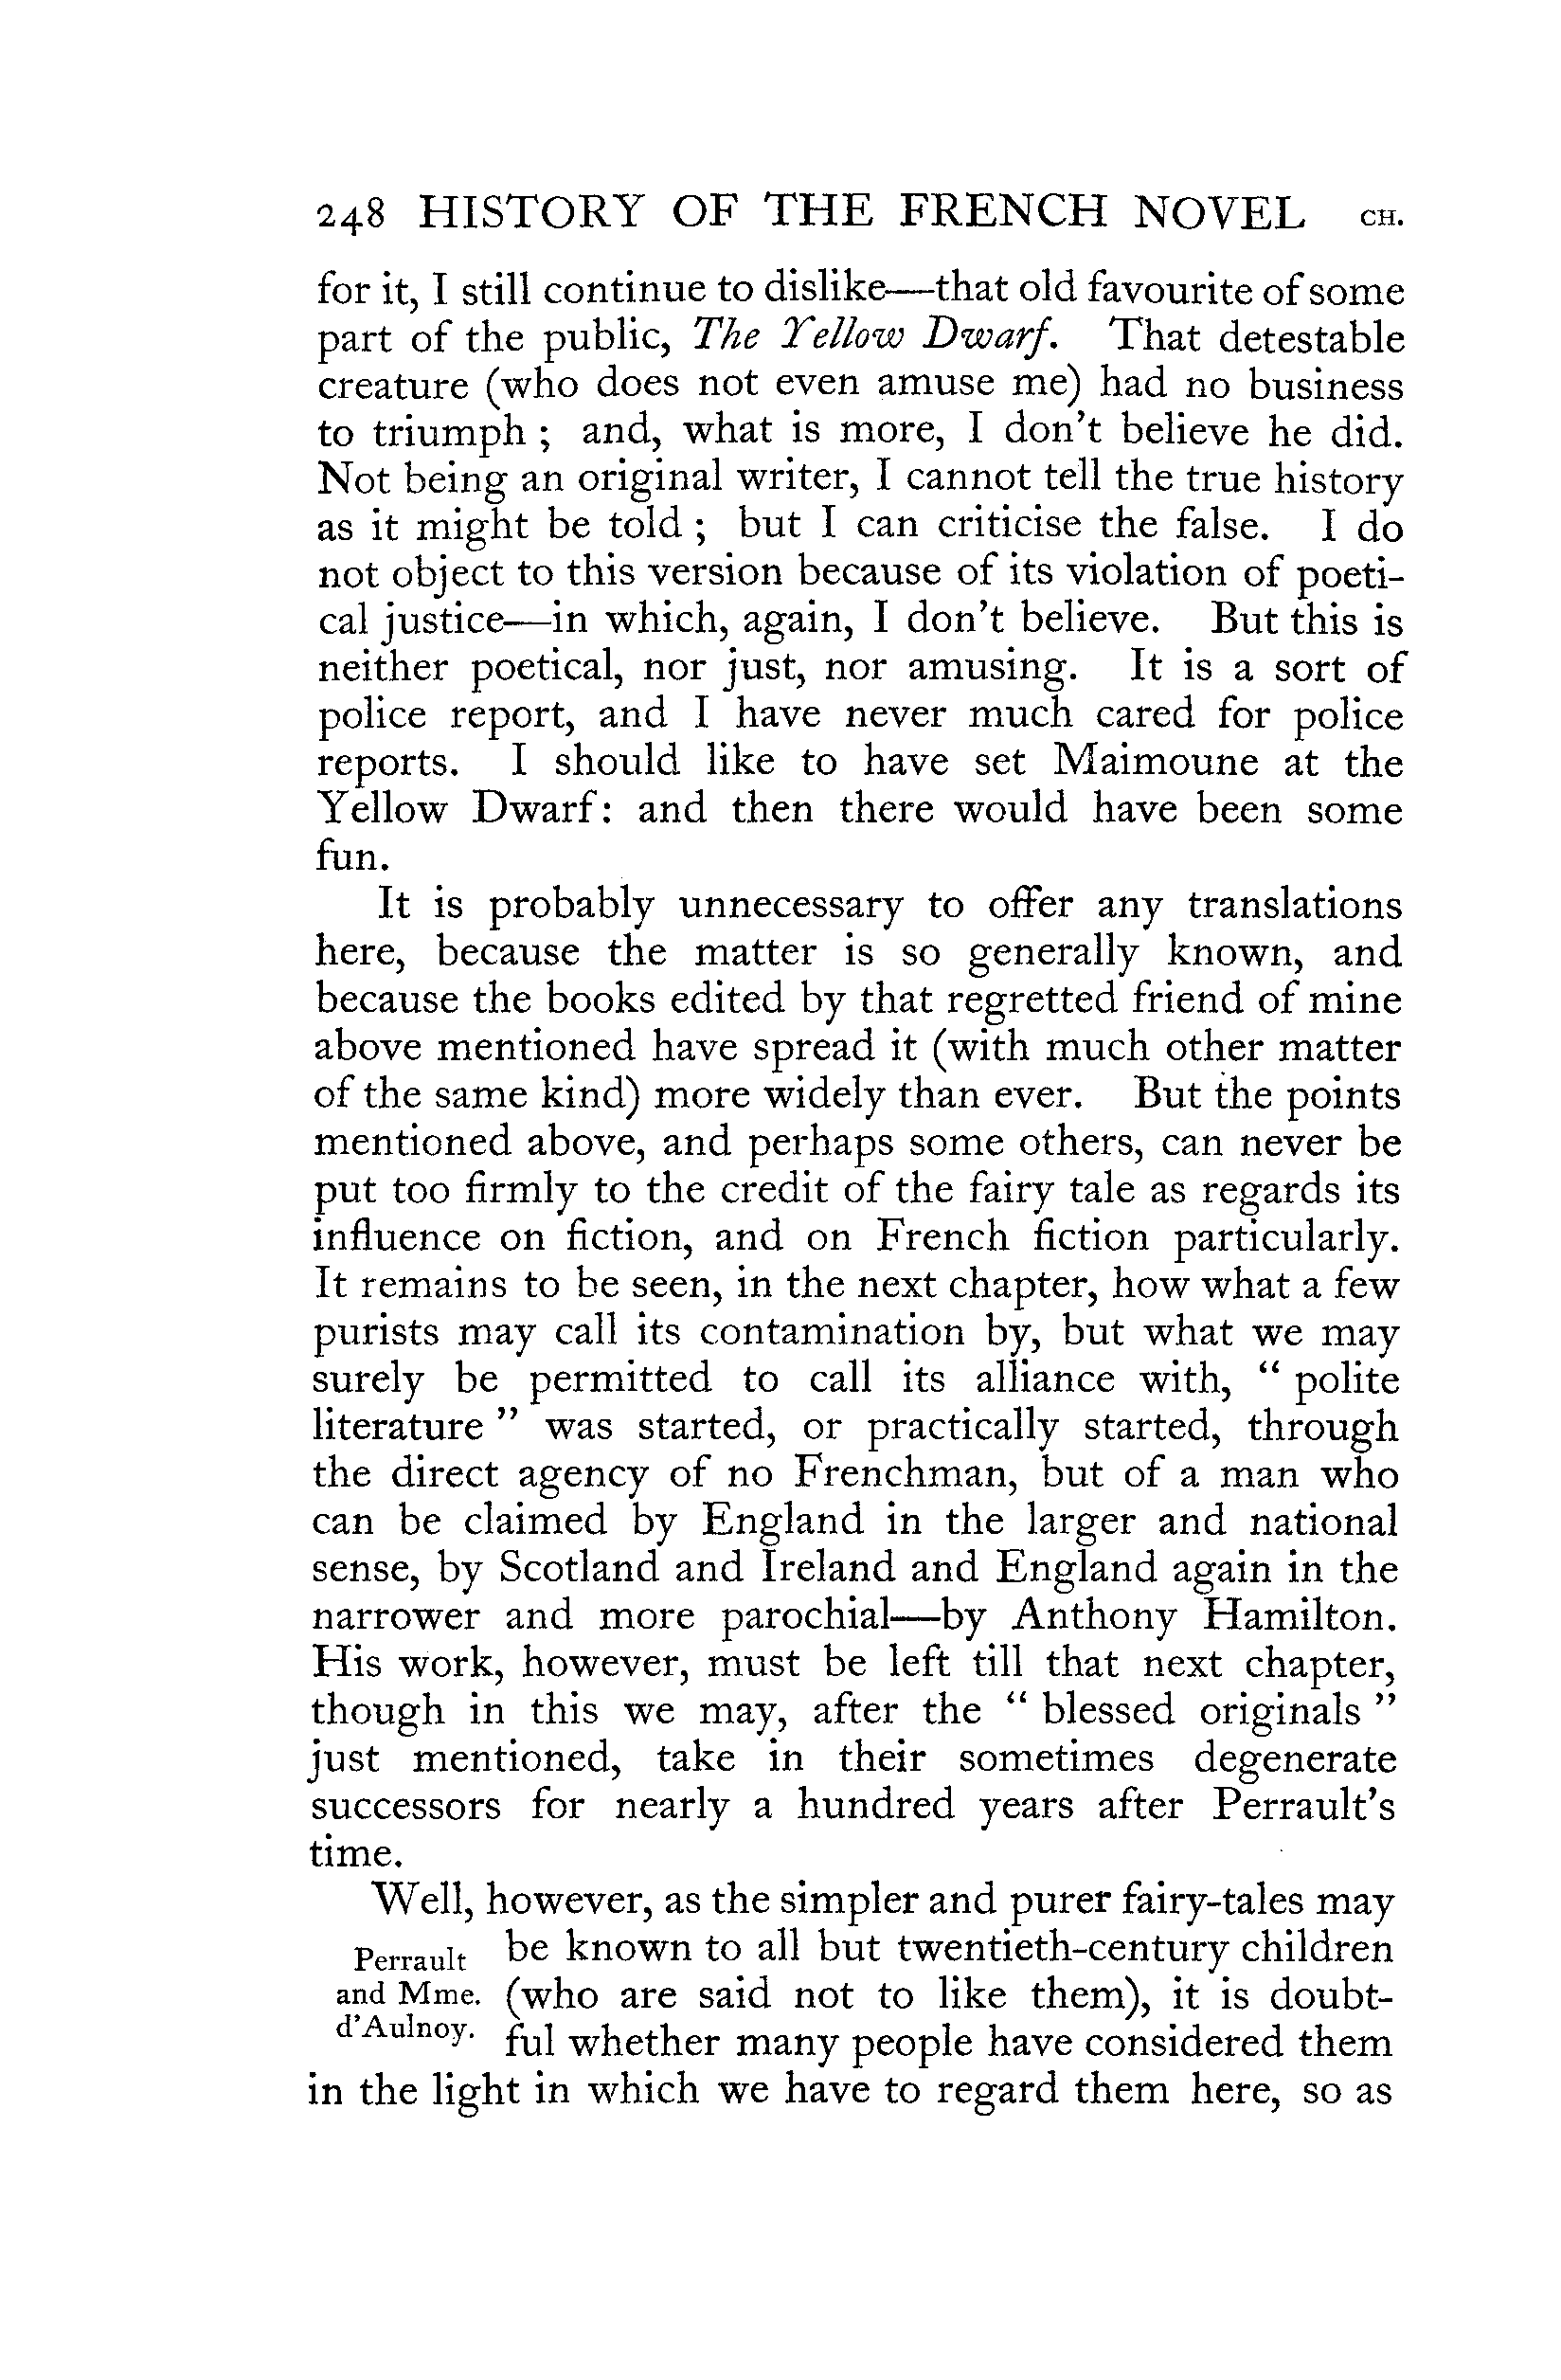 248 HISTORY OF THE FRENCH NOVEL CH.
for it, I still continue to dislike—that old favourite of some
part of the public, The Yellow Dwarf. That detestable
creature (who does not even amuse me) had no business
to triumph ; and, what is more, I don't believe he did.
Not being an original writer, I cannot tell the true history
as it might be told ; but I can criticise the false. I do
not object to this version because of its violation of poeti-
cal justice—in which, again, I don't believe. But this is
neither poetical, nor just, nor amusing. It is a sort of
police report, and I have never much cared for police
reports. I should like to have set Maimoune at the
Yellow Dwarf: and then there would have been some
fun.
It is probably unnecessary to offer any translations
here, because the matter is so generally known, and
because the books edited by that regretted friend of mine
above mentioned have spread it (with much other matter
of the same kind) more widely than ever. But the points
mentioned above, and perhaps some others, can never be
put too firmly to the credit of the fairy tale as regards its
influence on fiction, and on French fiction particularly.
It remains to be seen, in the next chapter, how what a few
purists may call its contamination by, but what we may
surely be permitted to call its alliance with, “ polite
literature ” was started, or practically started, through
the direct agency of no Frenchman, but of a man who
can be claimed by England in the larger and national
sense, by Scotland and Ireland and England again in the
narrower and more parochial—by Anthony Hamilton.
His work, however, must be left till that next chapter,
though in this we may, after the “ blessed originals ”
just mentioned, take in their sometimes degenerate
successors for nearly a hundred years after Perrault's
time.
Well, however, as the simpler and purer fairy-tales may
Perrault be known to all but twentieth-century children
and Mme. (who are said not to like them), it is doubt-
d'Aulnoy. ful whether many people have considered them
in the light in which we have to regard them here, so as